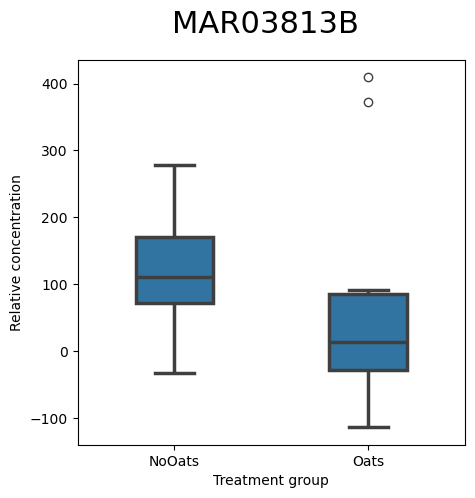 MAR03813B
400
300
200
100
0
−100
Relative concentration
NoOats
Oats
Treatment group